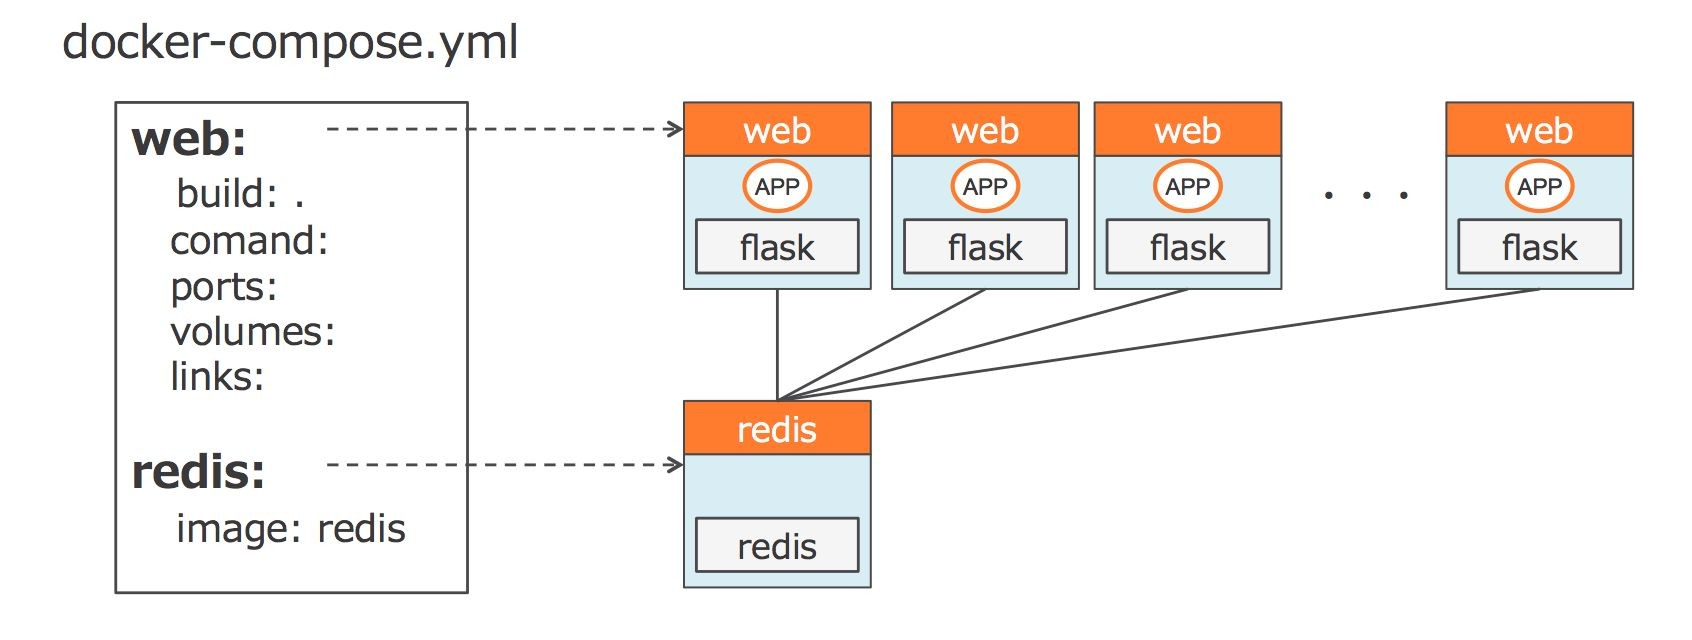 docker-compose.yml
web:
build: .
comand:
ports:
volumes:
links:
redis:
image: redis
web web web . . . web
APP APP APP APP
flask flask flask flask
redis
redis